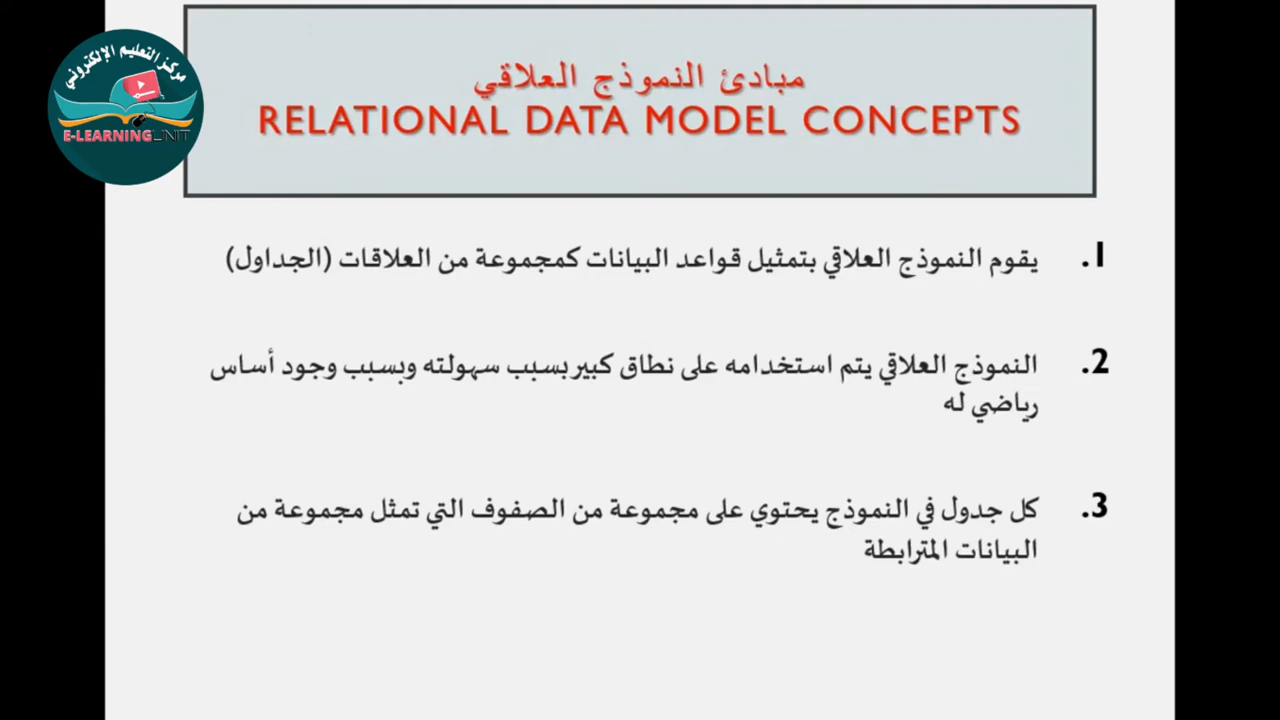 مركز التعليم الإلكتروني
E-LEARNING UNIT
مبادئ النموذج العلاقي
RELATIONAL DATA MODEL CONCEPTS
1. يقوم النموذج العلاقي بتمثيل قواعد البيانات كمجموعة من العلاقات (الجداول)
2. النموذج العلاقي يتم استخدامه على نطاق كبير بسبب سهولته وبسبب وجود أساس
رياضي له
3. كل جدول في النموذج يحتوي على مجموعة من الصفوف التي تمثل مجموعة من
البيانات المترابطة